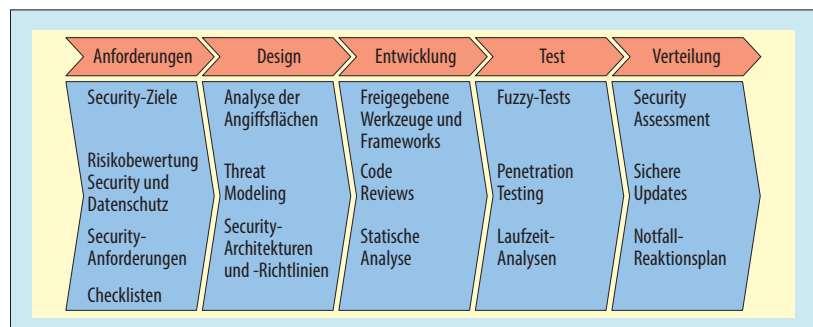 Anforderungen
Design
Entwicklung
Test
Verteilung
Security-Ziele
Risikobewertung
Security und
Datenschutz
Security-
Anforderungen
Checklisten
Analyse der
Angiffsflächen
Threat
Modeling
Security-
Architekturen
und -Richtlinien
Freigegebene
Werkzeuge und
Frameworks
Code
Reviews
Statische
Analyse
Fuzzy-Tests
Penetration
Testing
Laufzeit-
Analysen
Security
Assessment
Sichere
Updates
Notfall-
Reaktionsplan